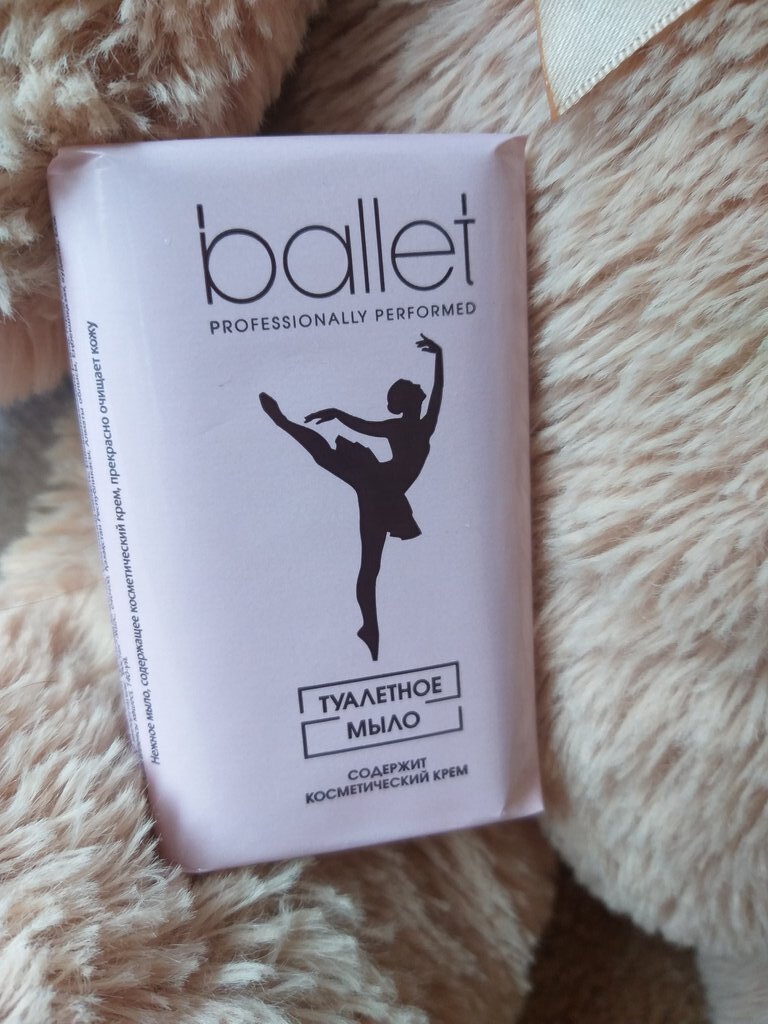 ballet
PROFESSIONALLY PERFORMED
ТУАЛЕТНОЕ
МЫЛО
СОДЕРЖИТ
КОСМЕТИЧЕСКИЙ КРЕМ
Нежное мыло, содержащее косметический крем, прекрасно очищает кожу